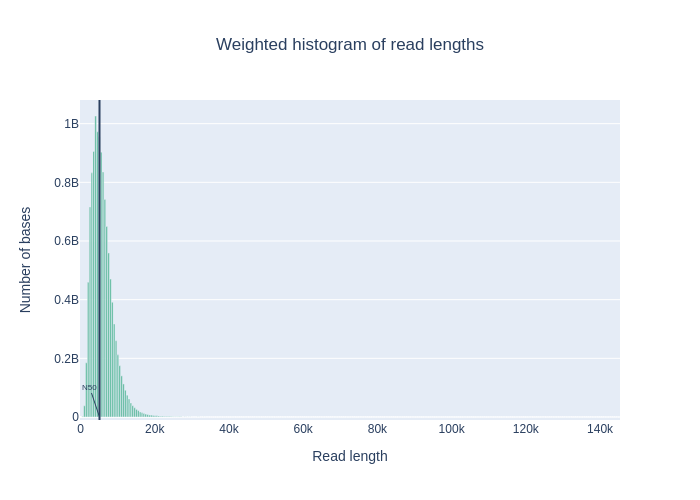 Weighted histogram of read lengths
1B
0.8B
0.6B
0.4B
0.2B
0
N50
0 20k 40k 60k 80k 100k 120k 140k
Read length
Number of bases